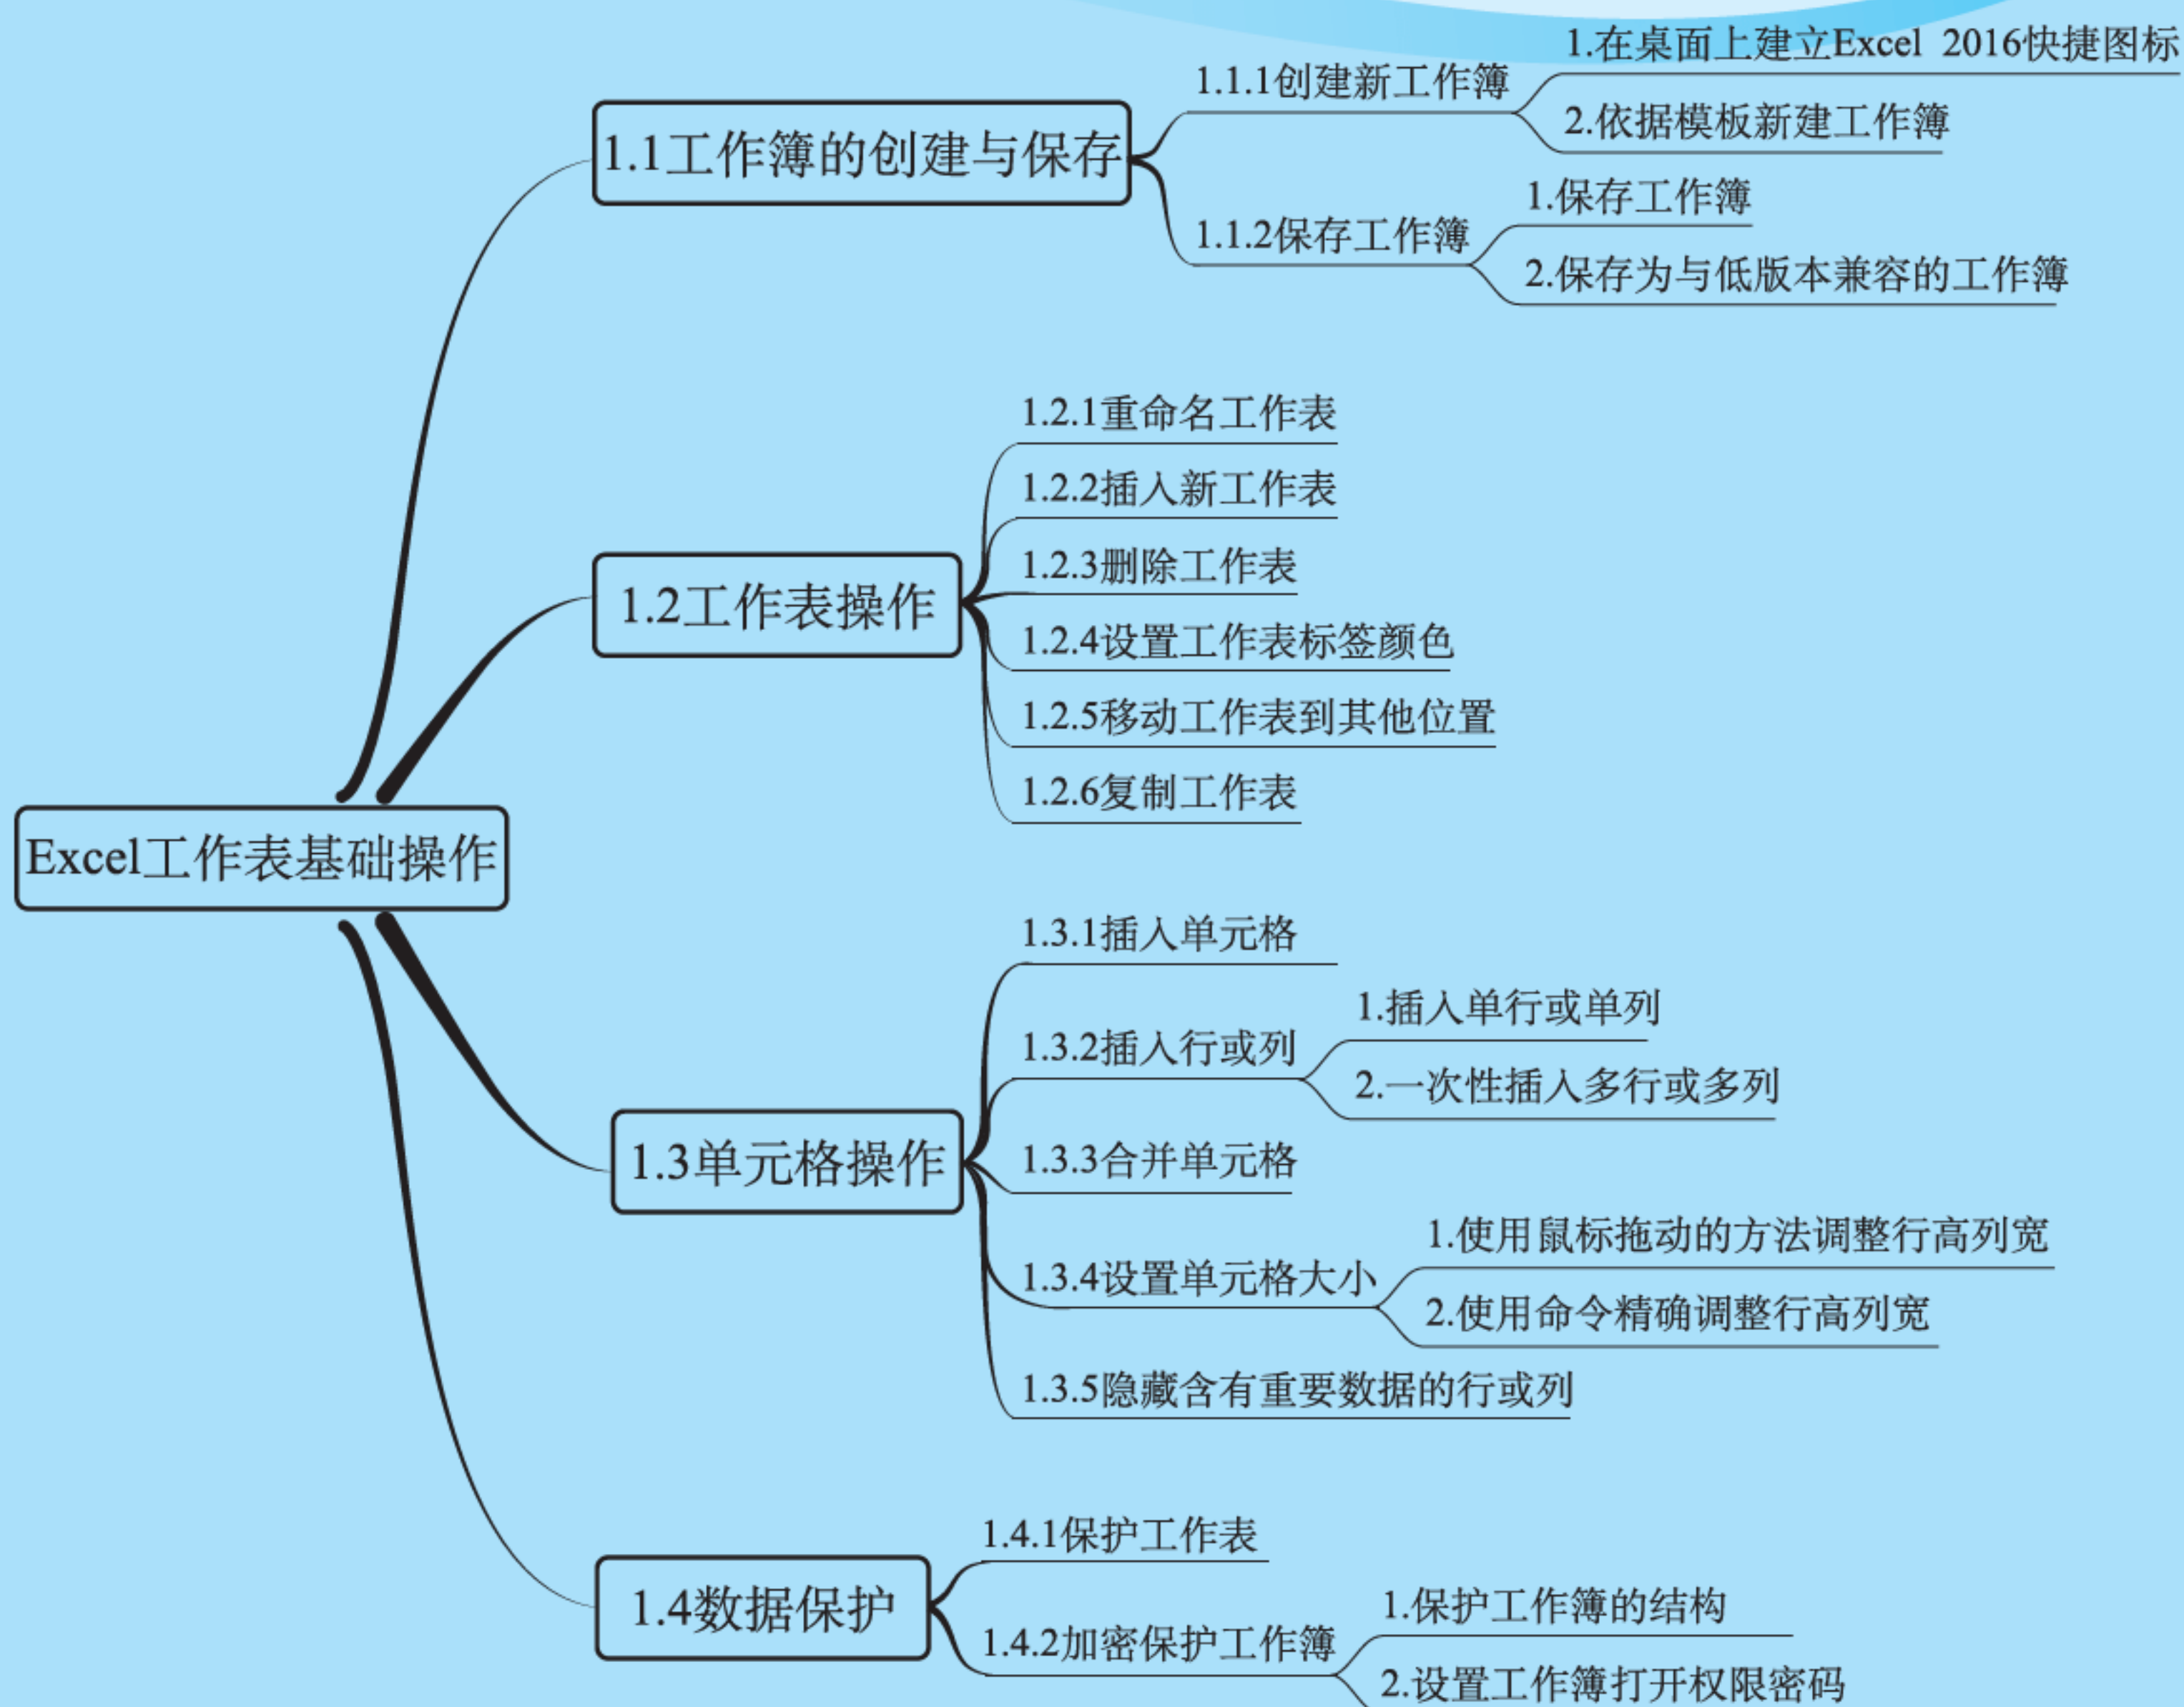 Excel工作表基础操作
1.1工作簿的创建与保存
1.1.1创建新工作簿
1.在桌面上建立Excel 2016快捷图标
2.依据模板新建工作簿
1.1.2保存工作簿
1.保存工作簿
2.保存为与低版本兼容的工作簿
1.2工作表操作
1.2.1重命名工作表
1.2.2插入新工作表
1.2.3删除工作表
1.2.4设置工作表标签颜色
1.2.5移动工作表到其他位置
1.2.6复制工作表
1.3单元格操作
1.3.1插入单元格
1.3.2插入行或列
1.插入单行或单列
2.一次性插入多行或多列
1.3.3合并单元格
1.3.4设置单元格大小
1.使用鼠标拖动的方法调整行高列宽
2.使用命令精确调整行高列宽
1.3.5隐藏含有重要数据的行或列
1.4数据保护
1.4.1保护工作表
1.4.2加密保护工作簿
1.保护工作簿的结构
2.设置工作簿打开权限密码